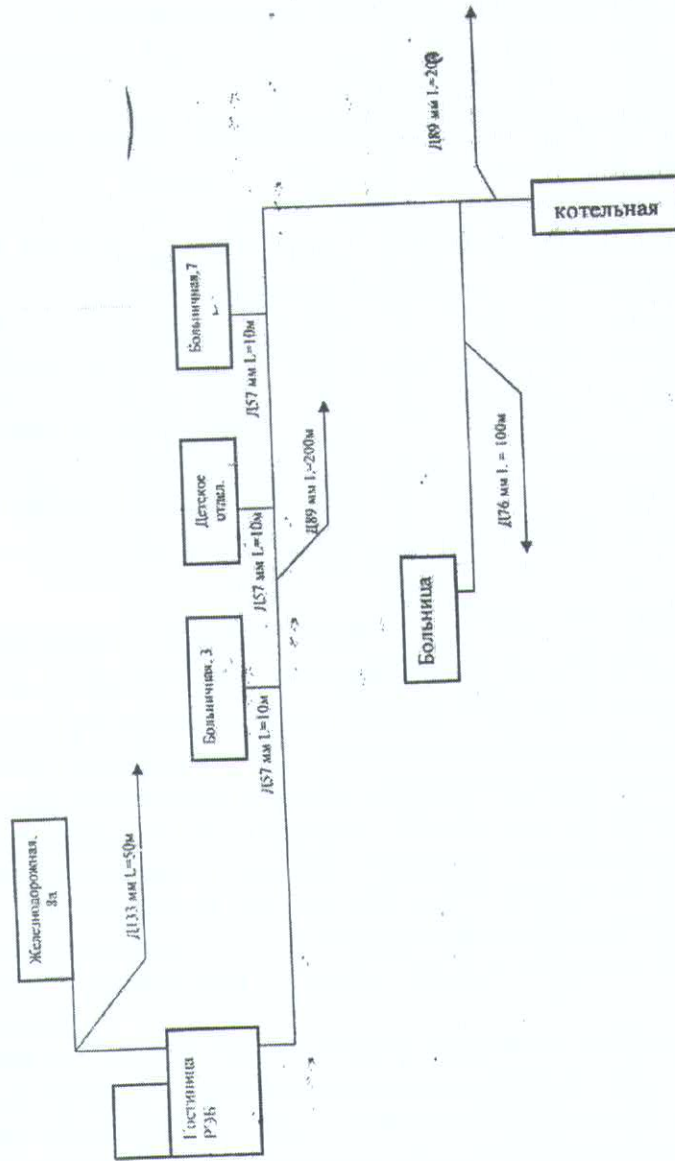 Железнодорожная.
8а
Д133 мм L=50м
Гостиница
РЭБ
Больничная, 3
Д57 мм L=10м
Детское
отдел.
Д57 мм L=10м
Больничная, 7
Д57 мм L=10м
Д89 мм L=200м
Д89 мм L=200
Больница
Д76 мм L = 100м
котельная